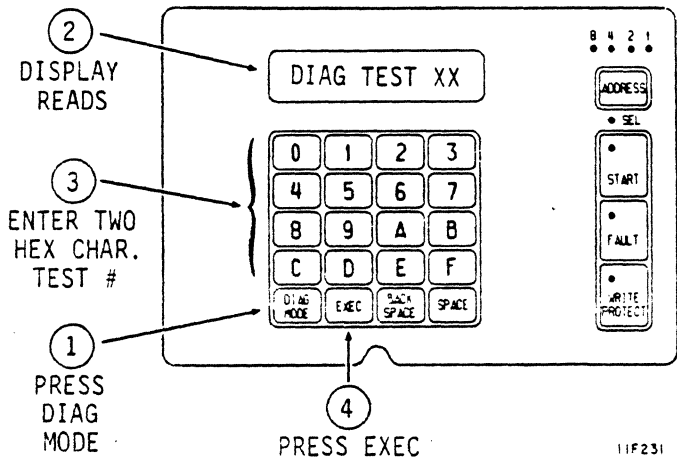 2
DISPLAY
READS
DIAG TEST XX
8 4 2 1
ADDRESS
SEL
3
ENTER TWO
HEX CHAR.
TEST #
0 1 2 3
4 5 6 7
8 9 A B
C D E F
DIAG
MODE
EXEC
BACK
SPACE
SPACE
START
FAULT
WRITE
PROTECT
1
PRESS
DIAG
MODE
4
PRESS EXEC
11F231